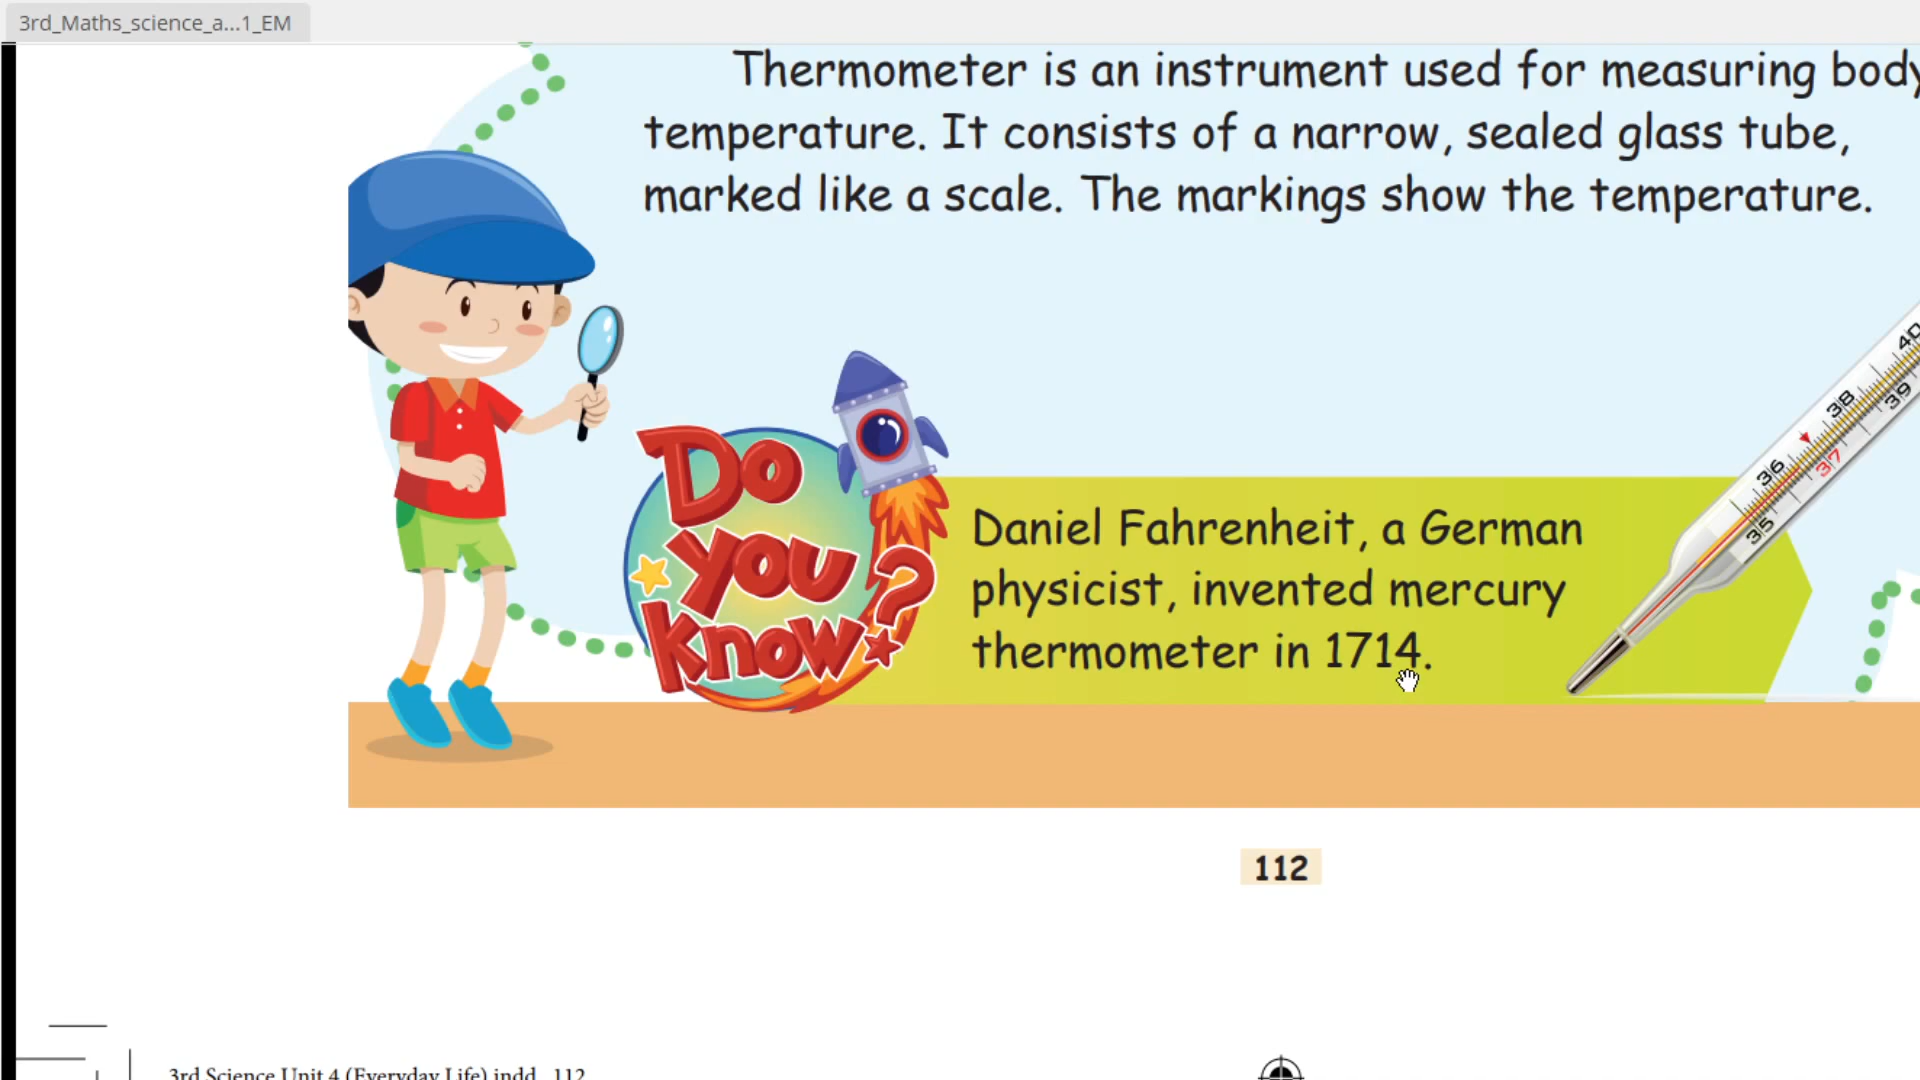 3rd_Maths_science_a...1_EM
Thermometer is an instrument used for measuring body
temperature. It consists of a narrow, sealed glass tube,
marked like a scale. The markings show the temperature.
40
39
38
37
36
35
Do
you
know?
Daniel Fahrenheit, a German
physicist, invented mercury
thermometer in 1714.
112
3rd Science Unit 4 (Everyday Life).indd 112